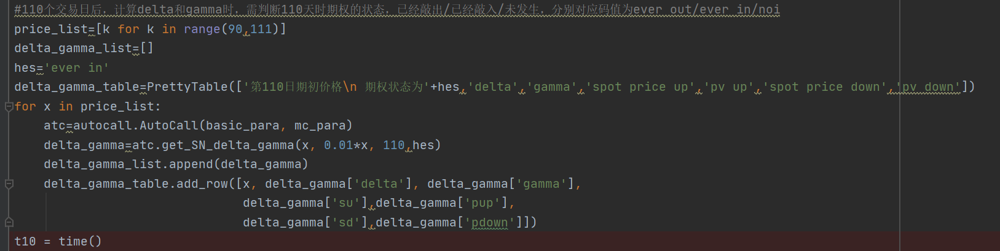 #110个交易日后，计算delta和gamma时，需判断110天时期权的状态，已经敲出/已经敲入/未发生，分别对应码值为ever out/ever in/noi
price_list=[k for k in range(90,111)]
delta_gamma_list=[]
hes='ever in'
delta_gamma_table=PrettyTable(['第110日期初价格\n 期权状态为'+hes,'delta','gamma','spot price up','pv up','spot price down','pv down'])
for x in price_list:
    atc=autocall.AutoCall(basic_para, mc_para)
    delta_gamma=atc.get_SN_delta_gamma(x, 0.01*x, 110,hes)
    delta_gamma_list.append(delta_gamma)
    delta_gamma_table.add_row([x, delta_gamma['delta'], delta_gamma['gamma'],
                               delta_gamma['su'],delta_gamma['pup'],
                               delta_gamma['sd'],delta_gamma['pdown']])
t10 = time()